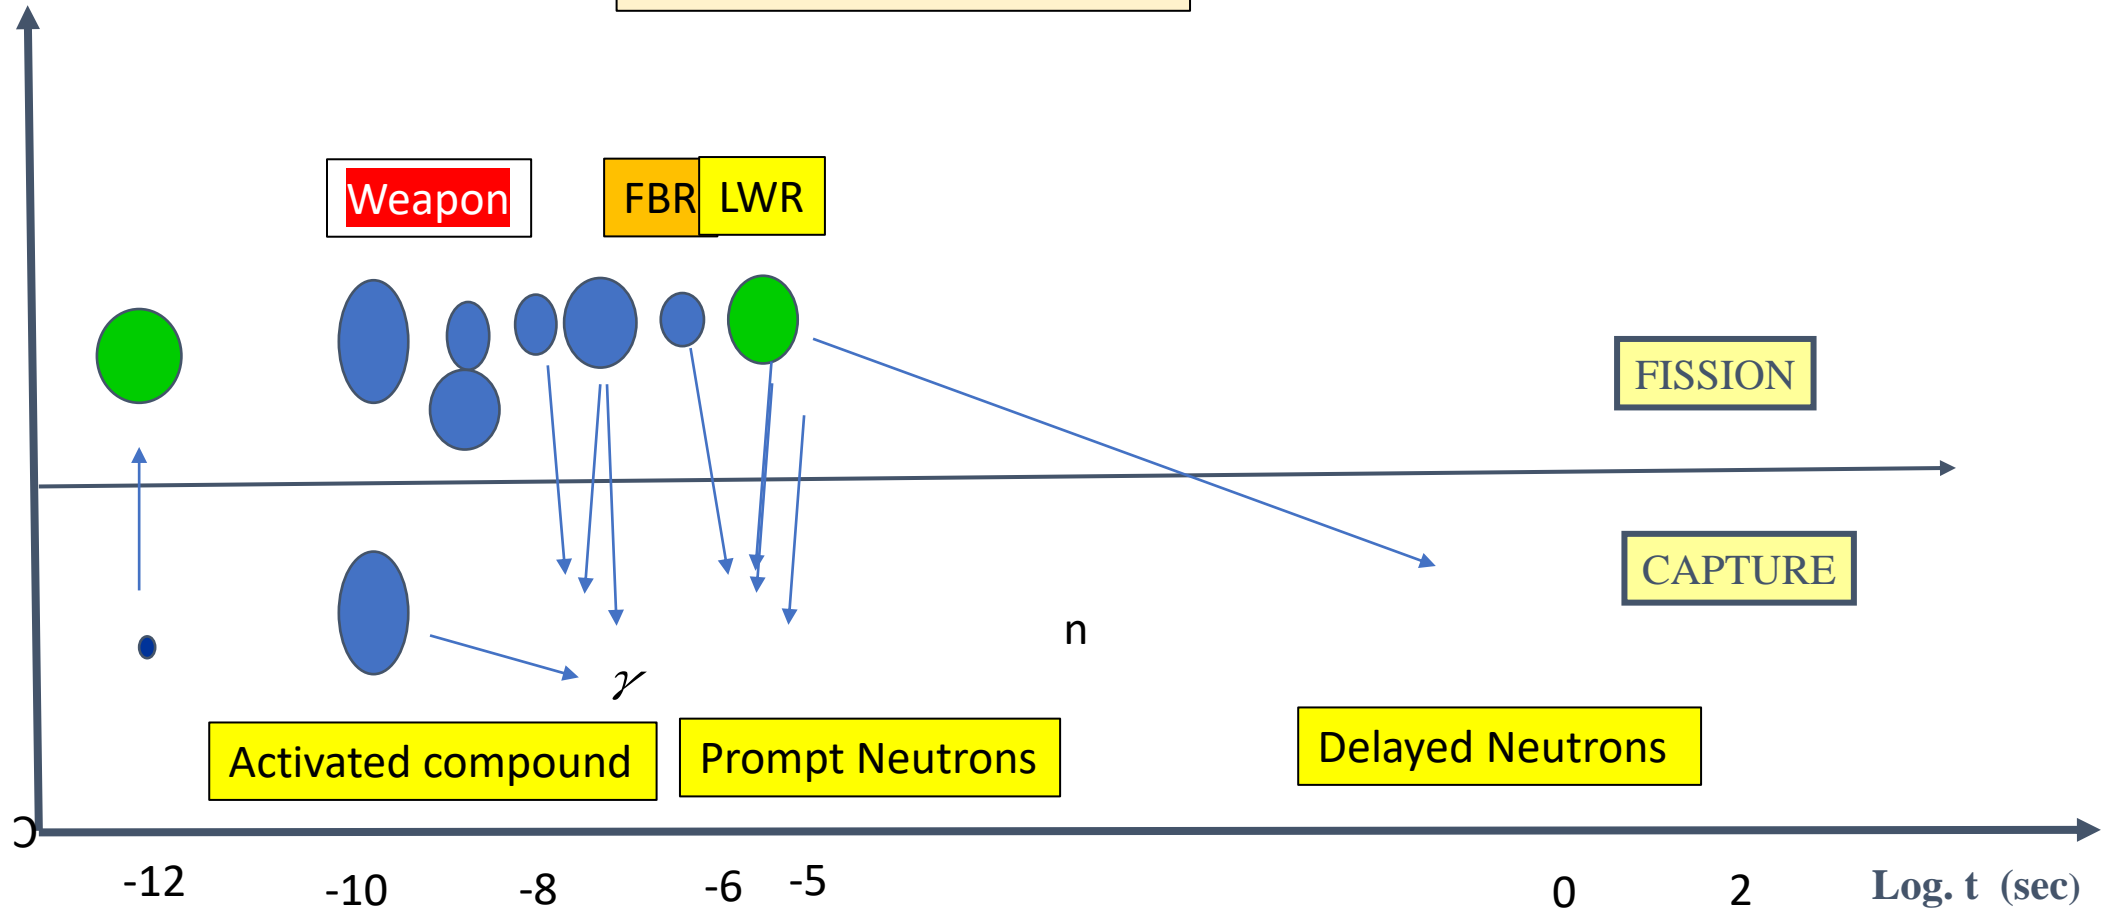 Weapon
FBR
LWR
FISSION
CAPTURE
n
γ
Activated compound
Prompt Neutrons
Delayed Neutrons
-12
-10
-8
-6
-5
0
2
Log. t (sec)